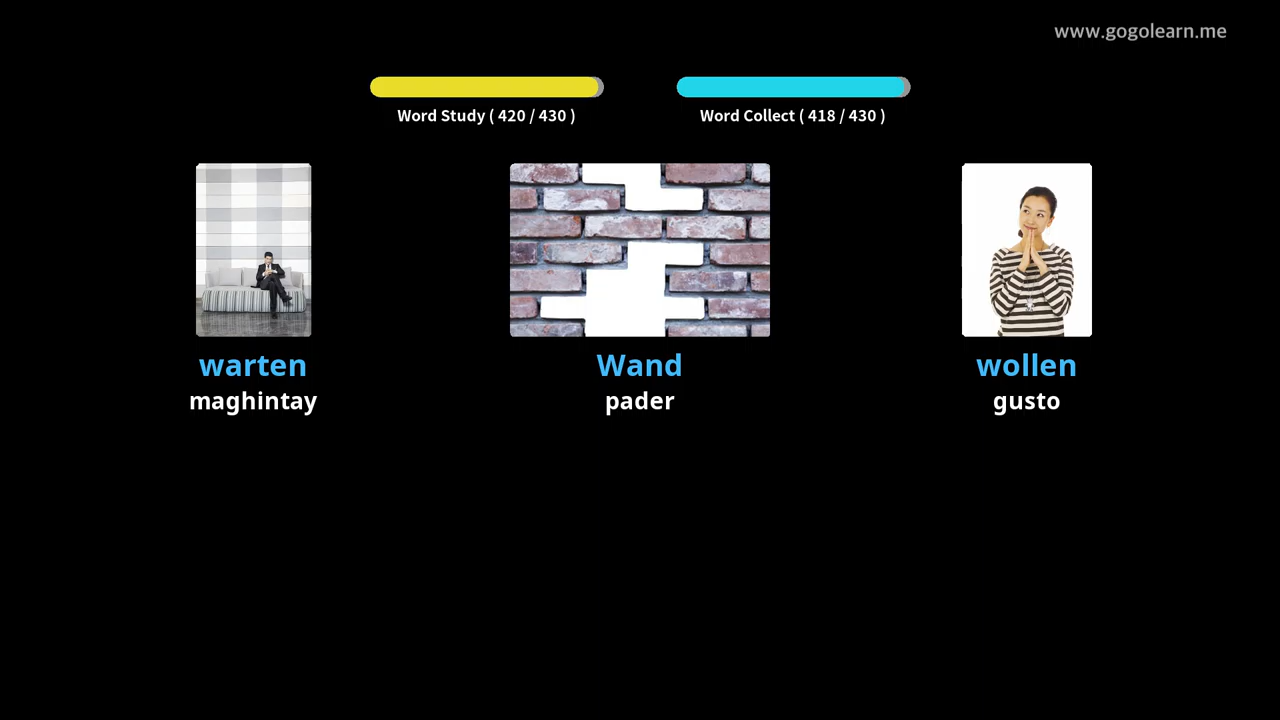 www.gogolearn.me
Word Study ( 420 / 430 )
Word Collect ( 418 / 430 )
warten
maghintay
Wand
pader
wollen
gusto